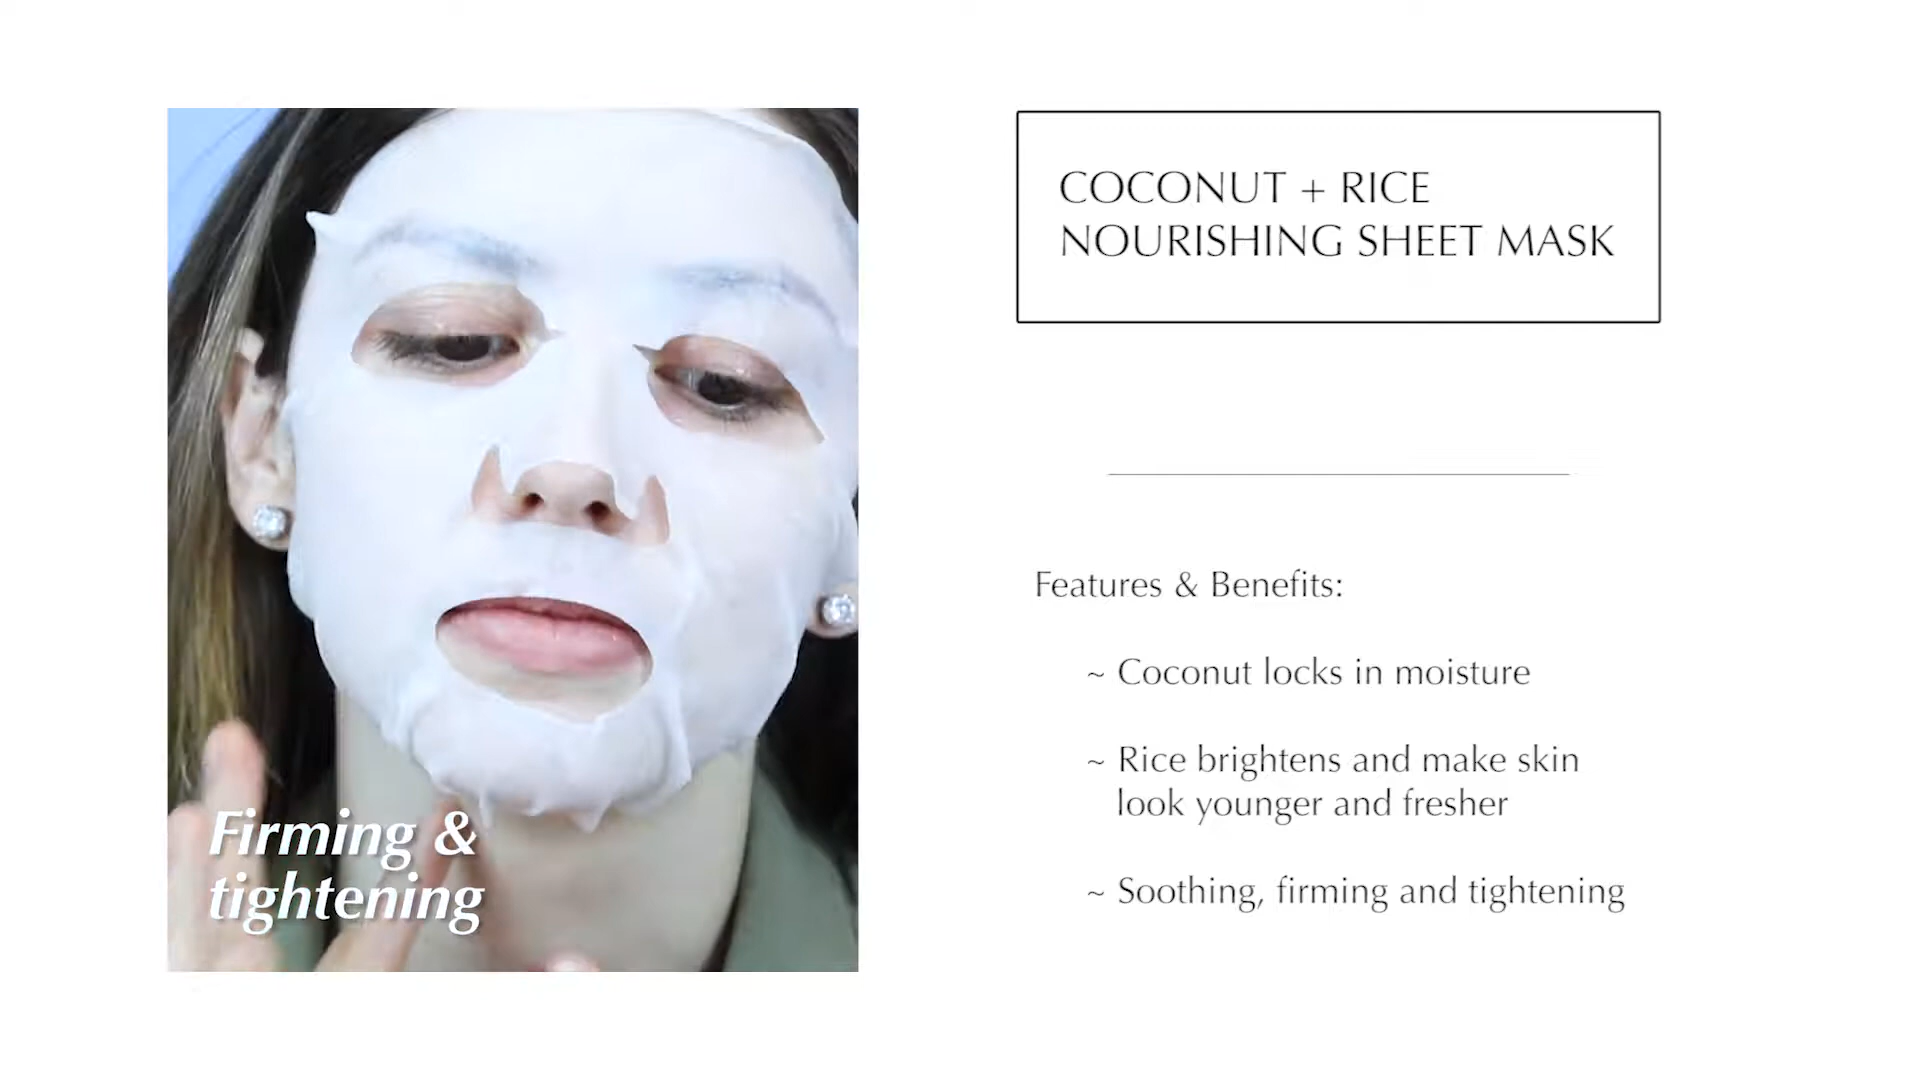 COCONUT + RICE
NOURISHING SHEET MASK
Features & Benefits:
~ Coconut locks in moisture
~ Rice brightens and make skin
look younger and fresher
~ Soothing, firming and tightening
Firming &
tightening